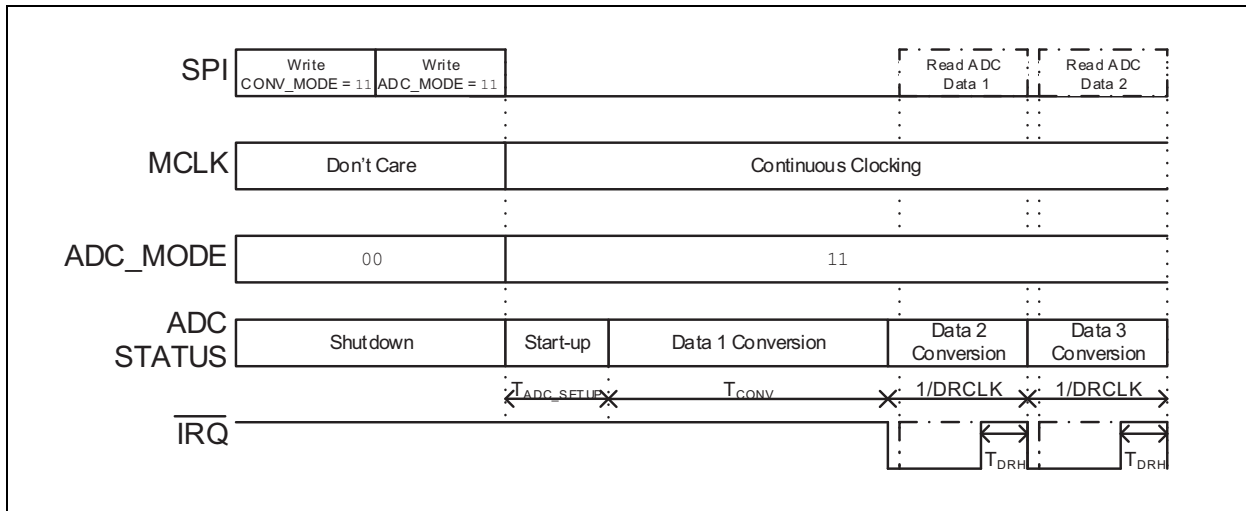 SPI
Write
CONV_MODE = 11
Write
ADC_MODE = 11
Read ADC
Data 1
Read ADC
Data 2
MCLK
Don't Care
Continuous Clocking
ADC_MODE
00
11
ADC
STATUS
Shutdown
Start-up
Data 1 Conversion
Data 2
Conversion
Data 3
Conversion
TADC_SETUP
TCONV
1/DRCLK
1/DRCLK
IRQ
TDRH
TDRH